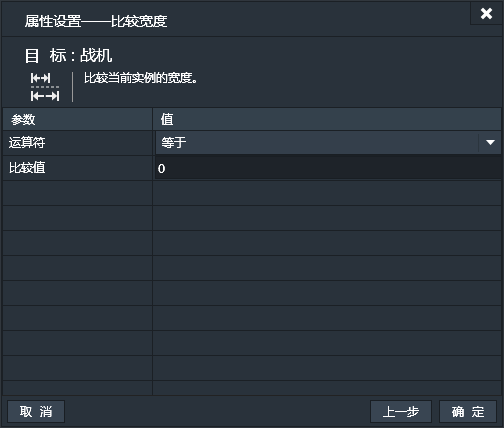 属性设置——比较宽度
目 标：战机
比较当前实例的宽度。
参数 值
运算符 等于
比较值 0
取 消 上一步 确 定